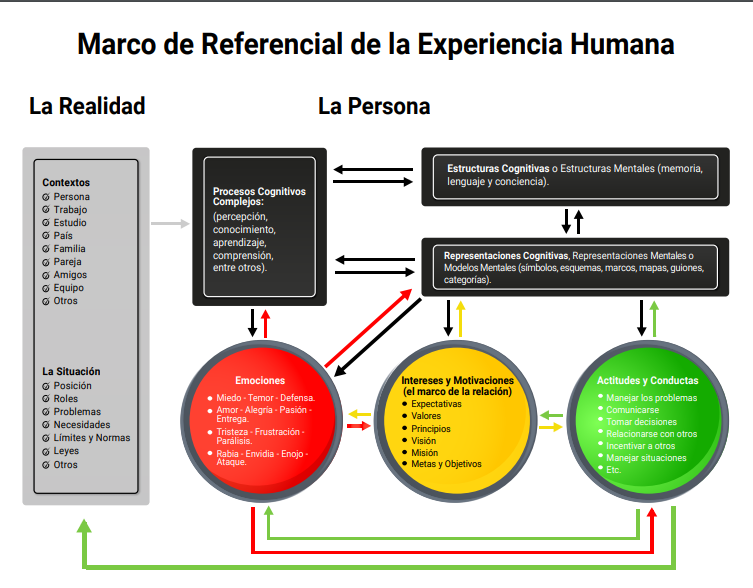 Marco de Referencial de la Experiencia Humana
La Realidad
La Persona
Contextos
Persona
Trabajo
Estudio
País
Familia
Pareja
Amigos
Equipo
Otros
La Situación
Posición
Roles
Problemas
Necesidades
Límites y Normas
Leyes
Otros
Procesos Cognitivos
Complejos:
(percepción,
conocimiento,
aprendizaje,
comprensión,
entre otros).
Estructuras Cognitivas o Estructuras Mentales (memoria,
lenguaje y conciencia).
Representaciones Cognitivas, Representaciones Mentales o
Modelos Mentales (símbolos, esquemas, marcos, mapas, guiones,
categorías).
Emociones
Miedo - Temor - Defensa.
Amor - Alegría - Pasión -
Entrega.
Tristeza - Frustración -
Parálisis.
Rabia - Envidia - Enojo -
Ataque.
Intereses y Motivaciones
(el marco de la relación)
Expectativas
Valores
Principios
Visión
Misión
Metas y Objetivos
Actitudes y Conductas
Manejar los problemas
Comunicarse
Tomar decisiones
Relacionarse con otros
Incentivar a otros
Manejar situaciones
Etc.